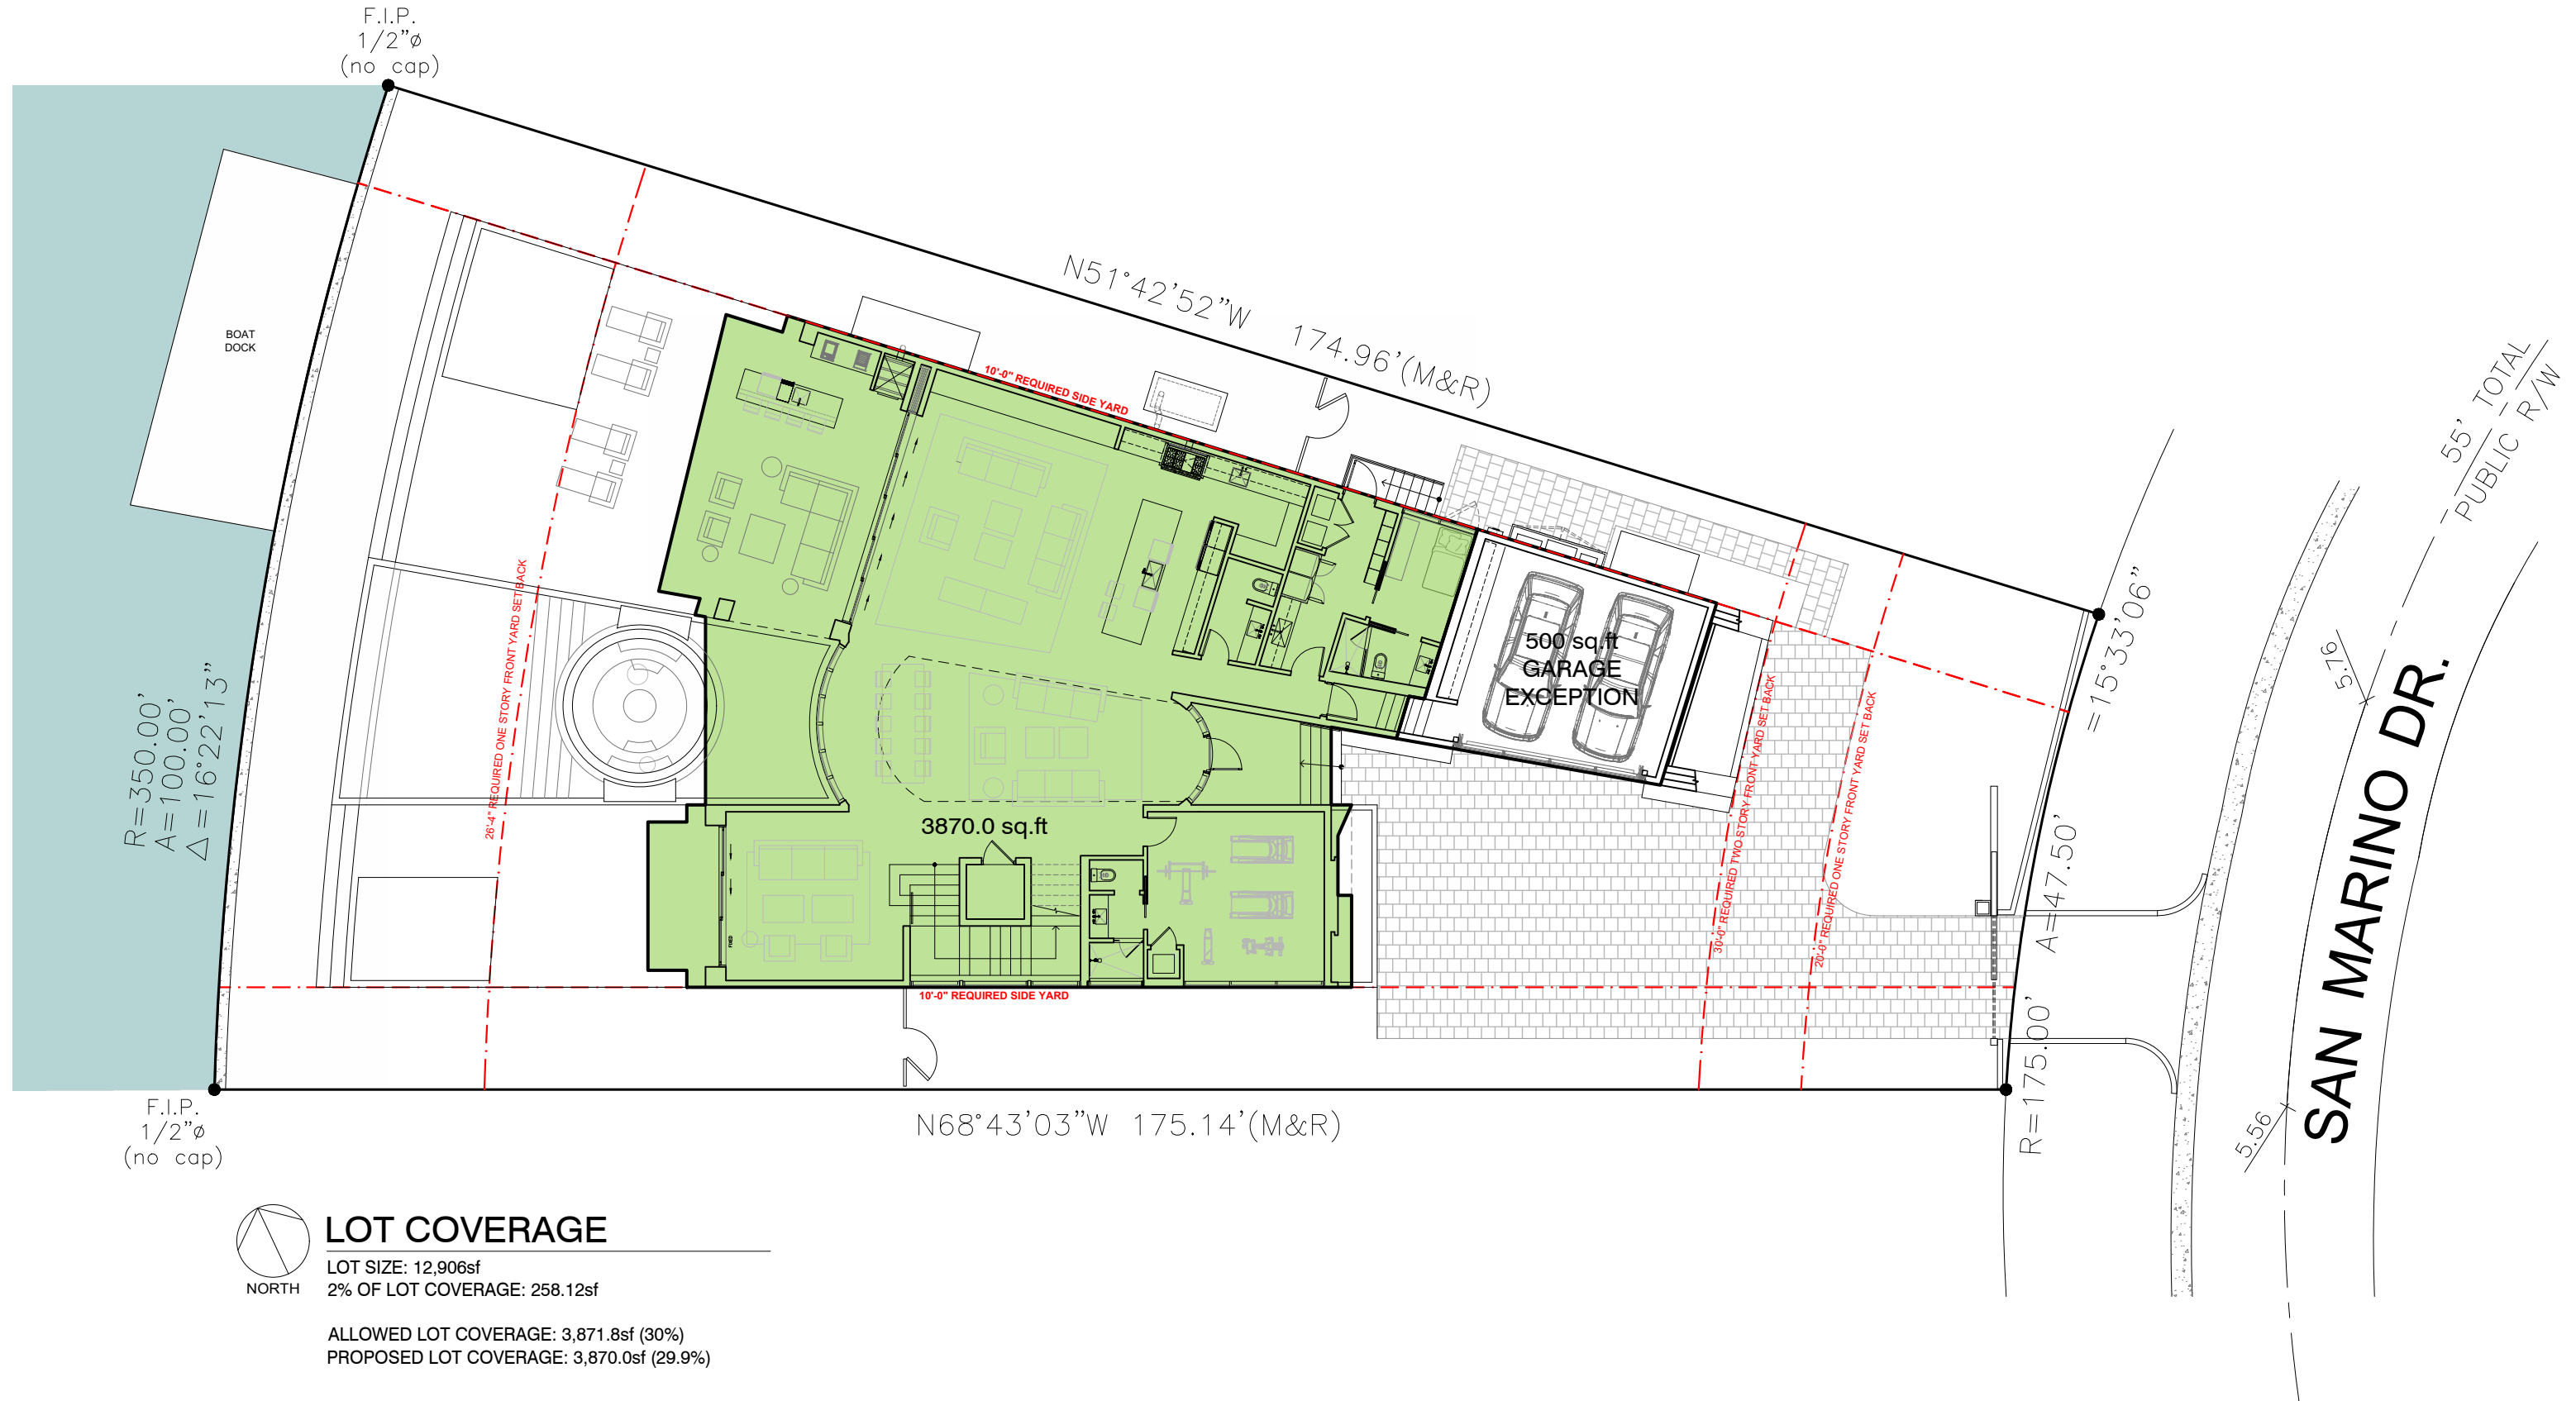 F.I.P.
1/2"ø
(no cap)
BOAT
DOCK
N51°42'52"W 174.96'(M&R)
10'-0" REQUIRED SIDE YARD
55' TOTAL
PUBLIC R/W
26'-4" REQUIRED ONE STORY FRONT YARD SET BACK
500 sq.ft
GARAGE
EXCEPTION
30'-0" REQUIRED TWO STORY FRONT YARD SET BACK
20'-0" REQUIRED ONE STORY FRONT YARD SET BACK
=15°33'06"
A=47.50'
R=175.00'
5.76
SAN MARINO DR.
5.56
R=350.00'
A=100.00'
△=16°22'13"
3870.0 sq.ft
FIXED
10'-0" REQUIRED SIDE YARD
F.I.P.
1/2"ø
(no cap)
N68°43'03"W 175.14'(M&R)
NORTH
LOT COVERAGE
LOT SIZE: 12,906sf
2% OF LOT COVERAGE: 258.12sf
ALLOWED LOT COVERAGE: 3,871.8sf (30%)
PROPOSED LOT COVERAGE: 3,870.0sf (29.9%)